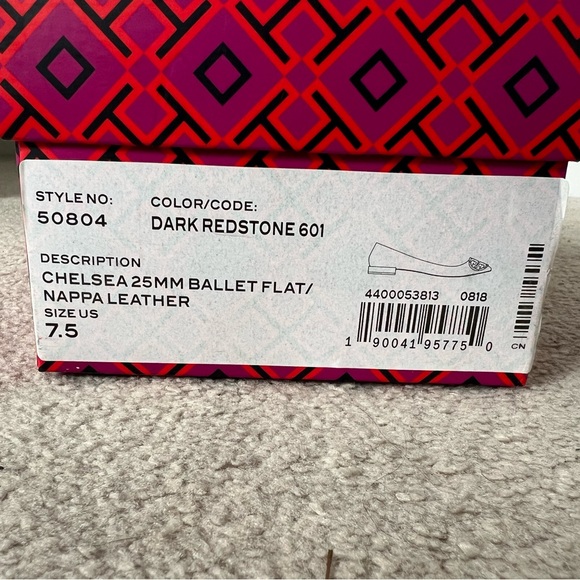 STYLE NO:
50804
COLOR/CODE:
DARK REDSTONE 601
DESCRIPTION
CHELSEA 25MM BALLET FLAT/
NAPPA LEATHER
SIZE US
7.5
4400053813 0818
1 90041 95775 0
CN